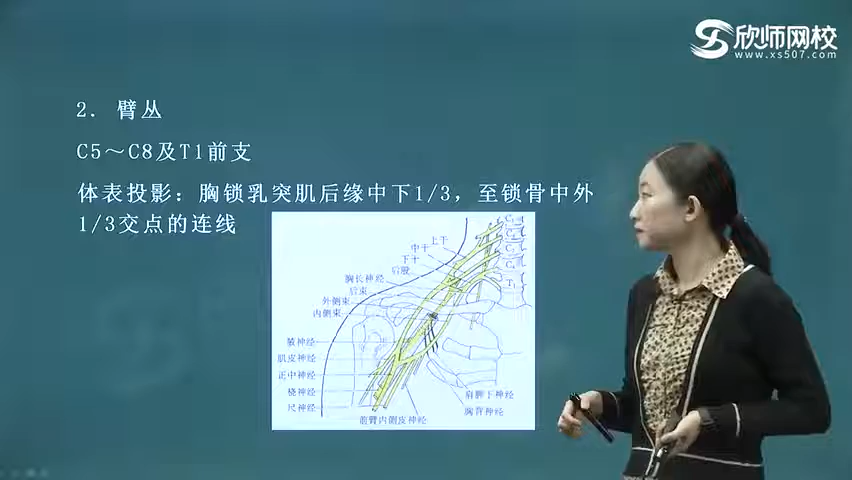 欣师网校
www.xs507.com
2. 臂丛
C5～C8及T1前支
体表投影：胸锁乳突肌后缘中下1/3，至锁骨中外
1/3交点的连线
上干
中干
下干
后股
胸长神经
后束
外侧束
内侧束
腋神经
肌皮神经
正中神经
桡神经
尺神经
前臂内侧皮神经
肩胛下神经
胸背神经
T1